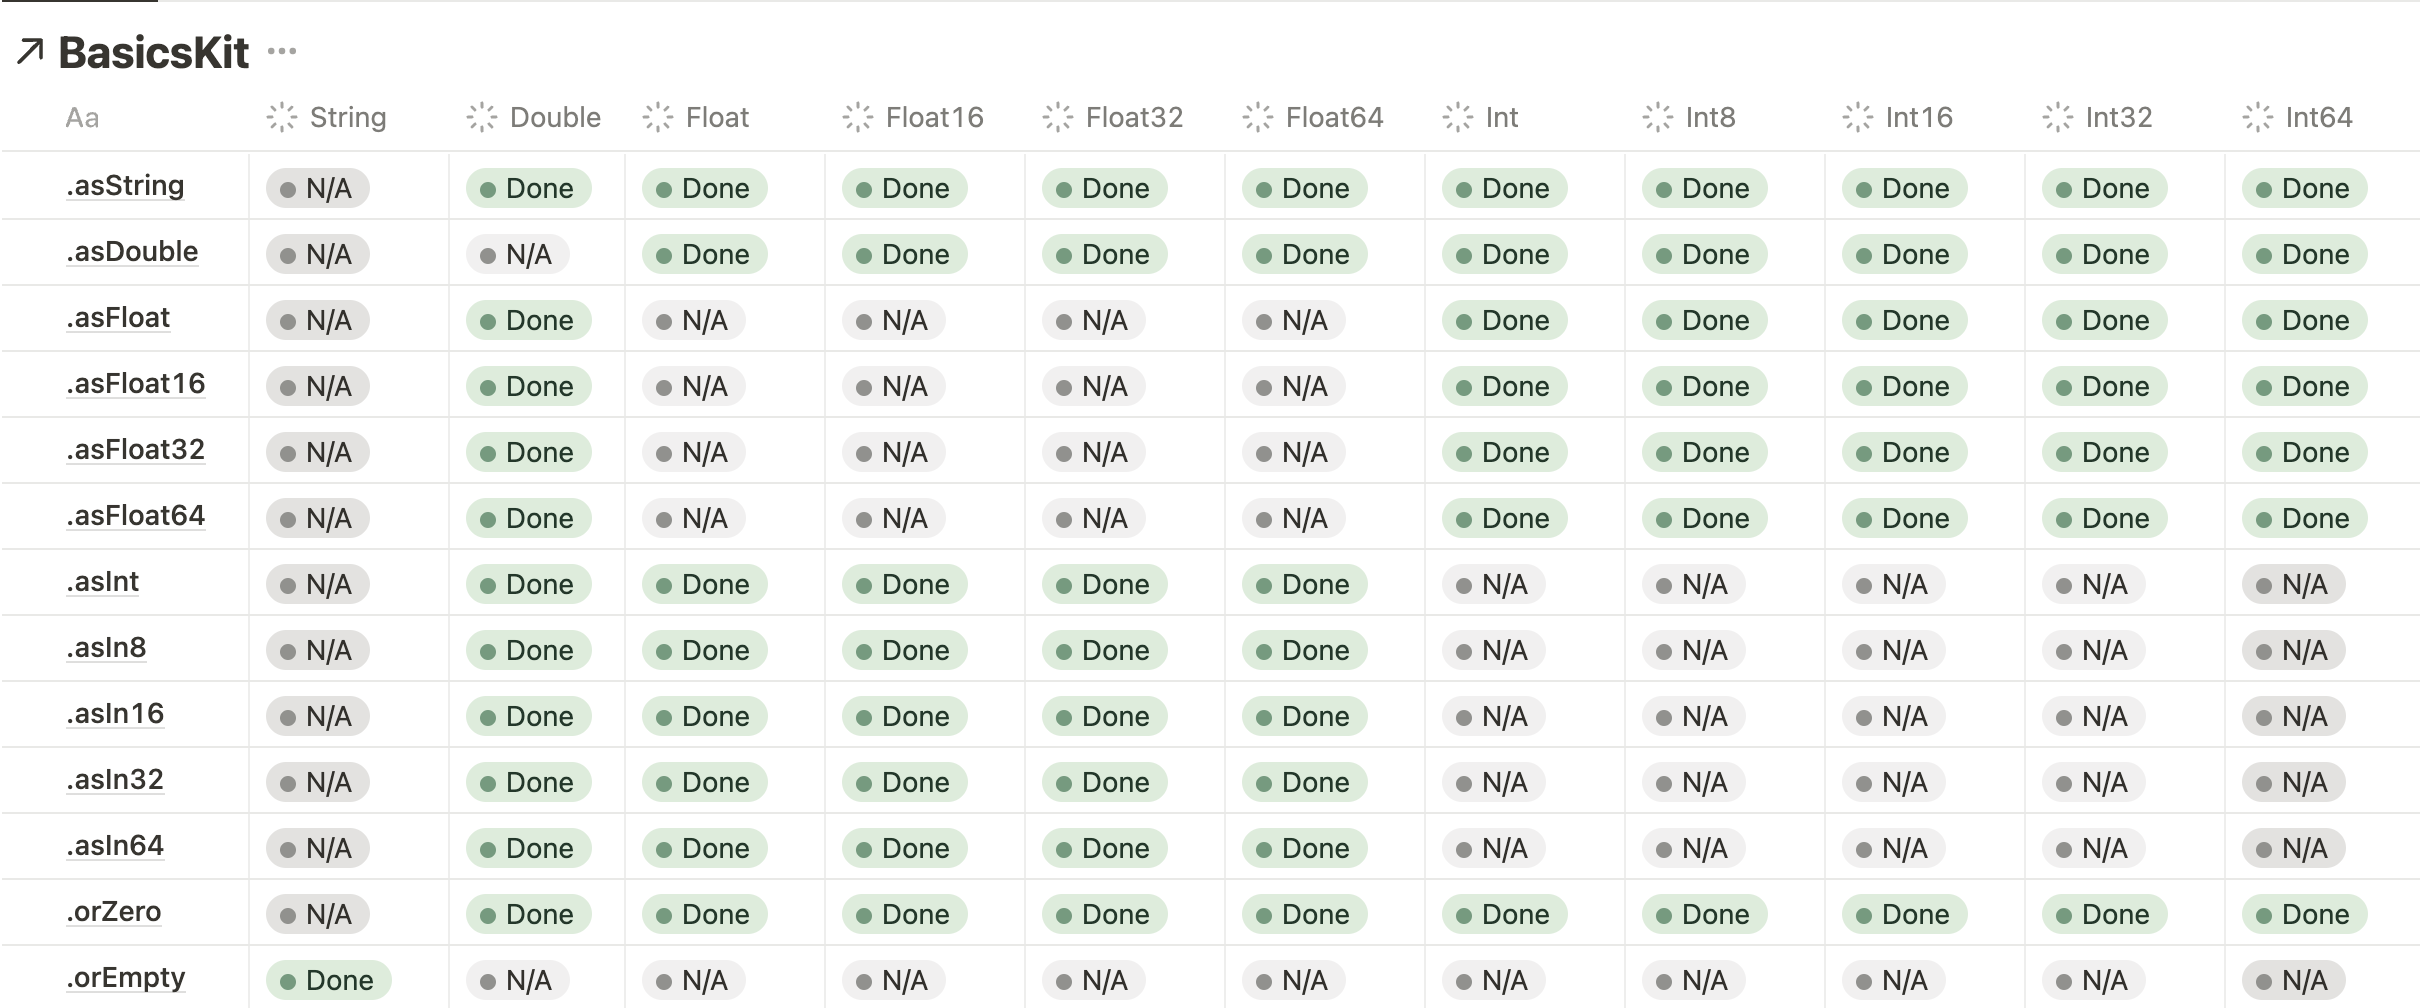 BasicsKit ...
Aa String Double Float Float16 Float32 Float64 Int Int8 Int16 Int32 Int64
.asString N/A Done Done Done Done Done Done Done Done Done Done
.asDouble N/A N/A Done Done Done Done Done Done Done Done Done
.asFloat N/A Done N/A N/A N/A N/A Done Done Done Done Done
.asFloat16 N/A Done N/A N/A N/A N/A Done Done Done Done Done
.asFloat32 N/A Done N/A N/A N/A N/A Done Done Done Done Done
.asFloat64 N/A Done N/A N/A N/A N/A Done Done Done Done Done
.asInt N/A Done Done Done Done Done N/A N/A N/A N/A N/A
.asIn8 N/A Done Done Done Done Done N/A N/A N/A N/A N/A
.asIn16 N/A Done Done Done Done Done N/A N/A N/A N/A N/A
.asIn32 N/A Done Done Done Done Done N/A N/A N/A N/A N/A
.asIn64 N/A Done Done Done Done Done N/A N/A N/A N/A N/A
.orZero N/A Done Done Done Done Done Done Done Done Done Done
.orEmpty Done N/A N/A N/A N/A N/A N/A N/A N/A N/A N/A